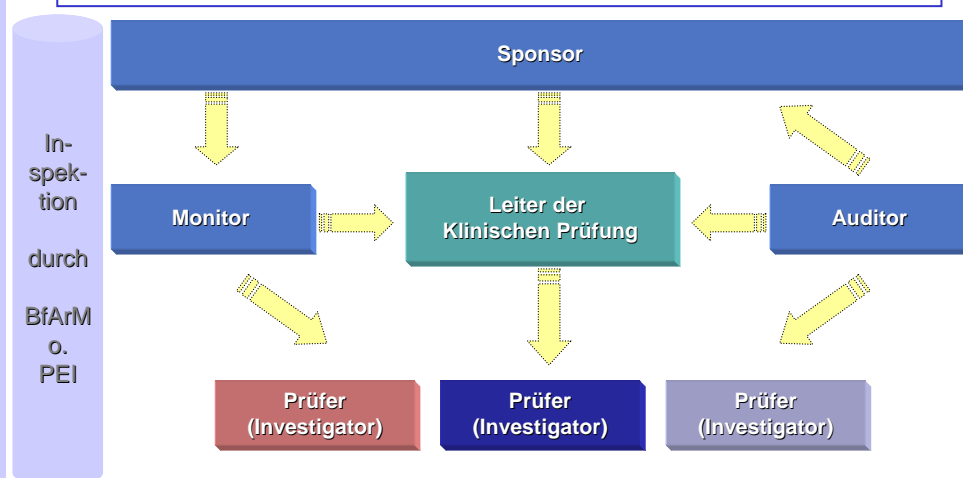 Sponsor
In-
spek-
tion
durch
BfArM
o.
PEI
Monitor
Leiter der
Klinischen Prüfung
Auditor
Prüfer
(Investigator)
Prüfer
(Investigator)
Prüfer
(Investigator)